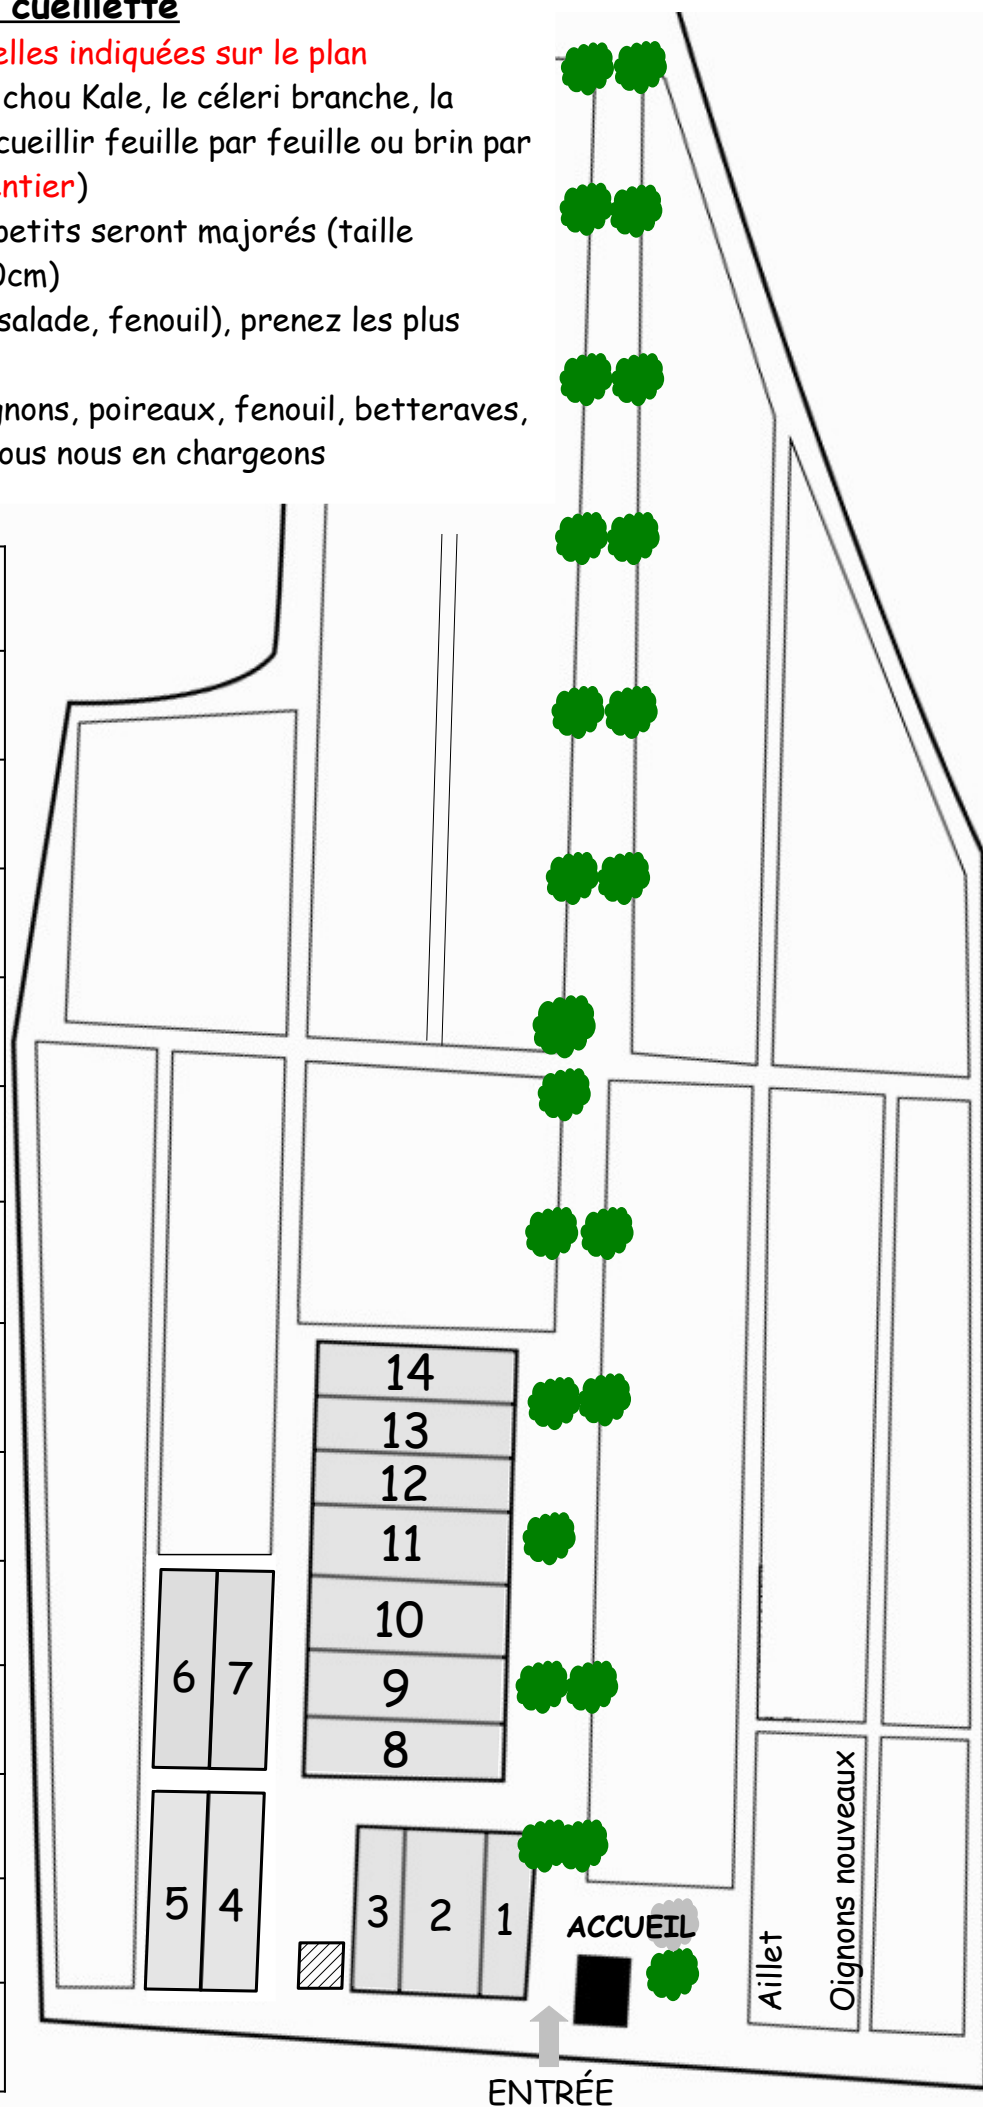 cueillette
elles indiquées sur le plan
chou Kale, le céleri branche, la
cueillir feuille par feuille ou brin par
entier)
petits seront majorés (taille
0cm)
salade, fenouil), prenez les plus
gnons, poireaux, fenouil, betteraves,
ous nous en chargeons
14
13
12
11
10
9
8
6 7
5 4
3 2 1
ACCUEIL
Aillet
Oignons nouveaux
ENTRÉE